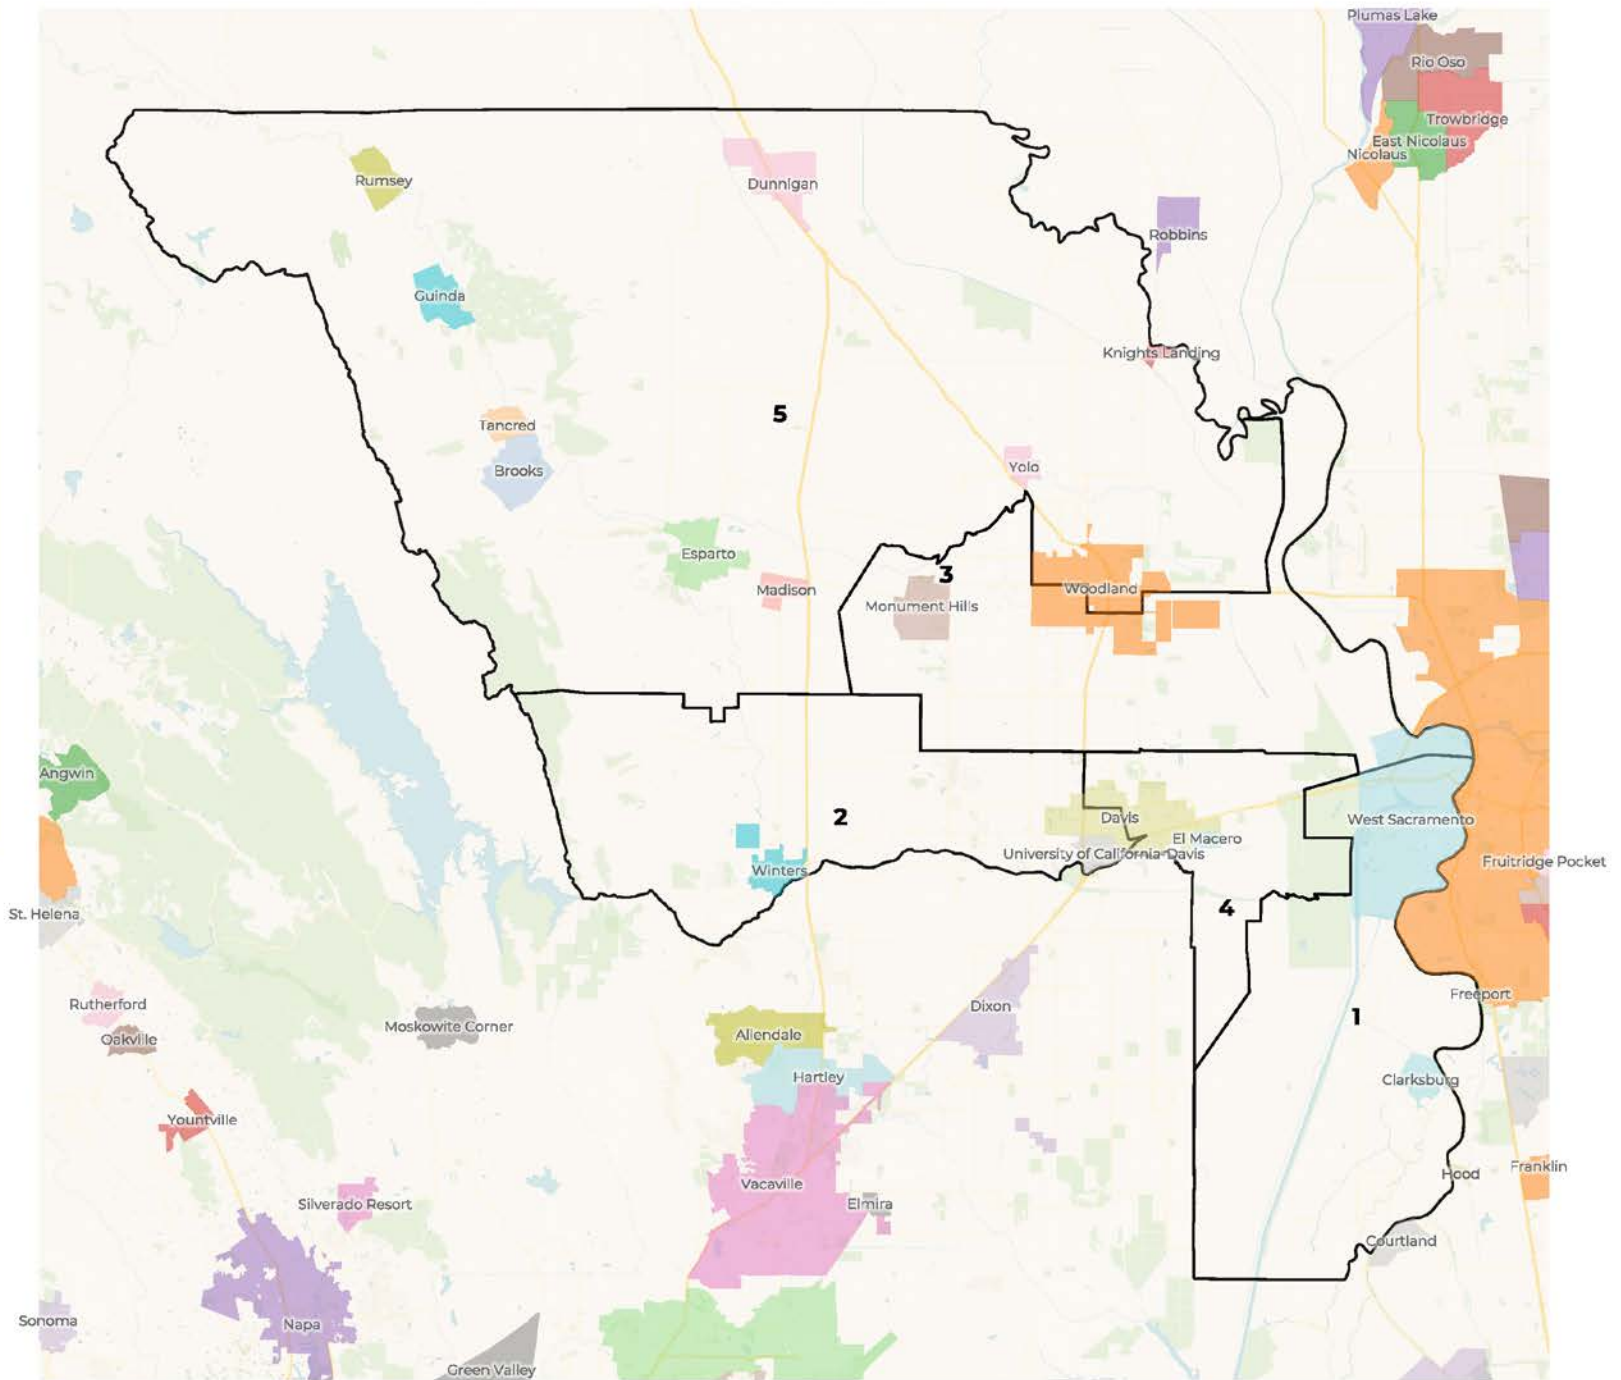 Plumas Lake
Rio Oso
Trowbridge
East Nicolaus
Nicolaus
Rumsey
Dunnigan
Robbins
Guinda
Knights Landing
5
Tancred
Brooks
Yolo
Esparto
Madison
3
Monument Hills
Woodland
Angwin
2
Davis
West Sacramento
El Macero
University of California-Davis
Fruitridge Pocket
Winters
St. Helena
4
Rutherford
Oakville
Moskowite Corner
Allendale
Dixon
Freeport
1
Hartley
Clarksburg
Yountville
Vacaville
Hood
Franklin
Silverado Resort
Elmira
Courtland
Sonoma
Napa
Green Valley